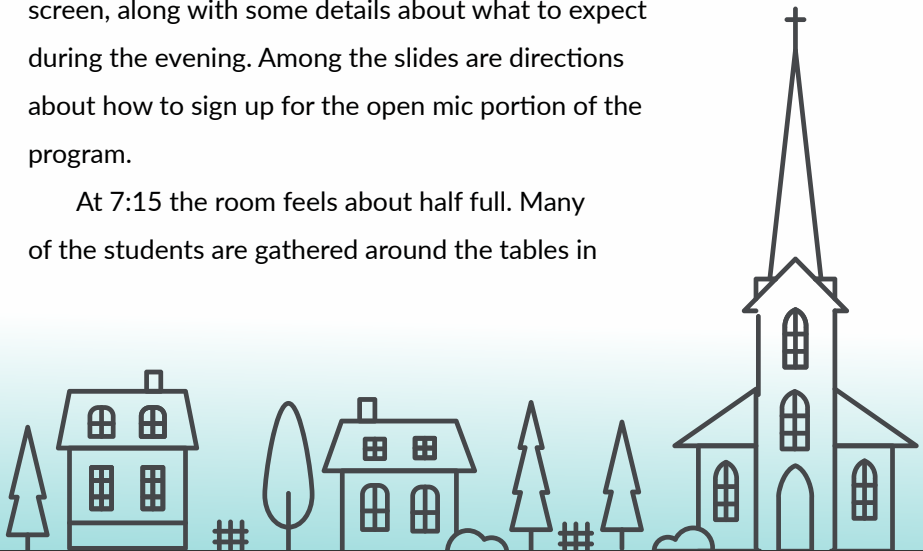 screen, along with some details about what to expect
during the evening. Among the slides are directions
about how to sign up for the open mic portion of the
program.
At 7:15 the room feels about half full. Many
of the students are gathered around the tables in